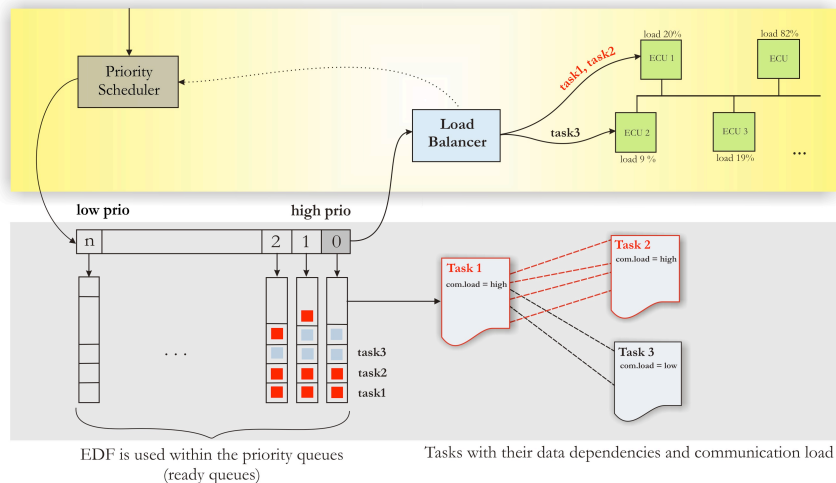 load 20%
load 82%
Priority
Scheduler
task1, task2
ECU 1
ECU
Load
Balancer
task3
ECU 2
ECU 3
load 9 %
load 19%
...
low prio
high prio
n
2
1
0
Task 1
com.load = high
Task 2
com.load = high
. . .
task3
task2
task1
Task 3
com.load = low
EDF is used within the priority queues
(ready queues)
Tasks with their data dependencies and communication load